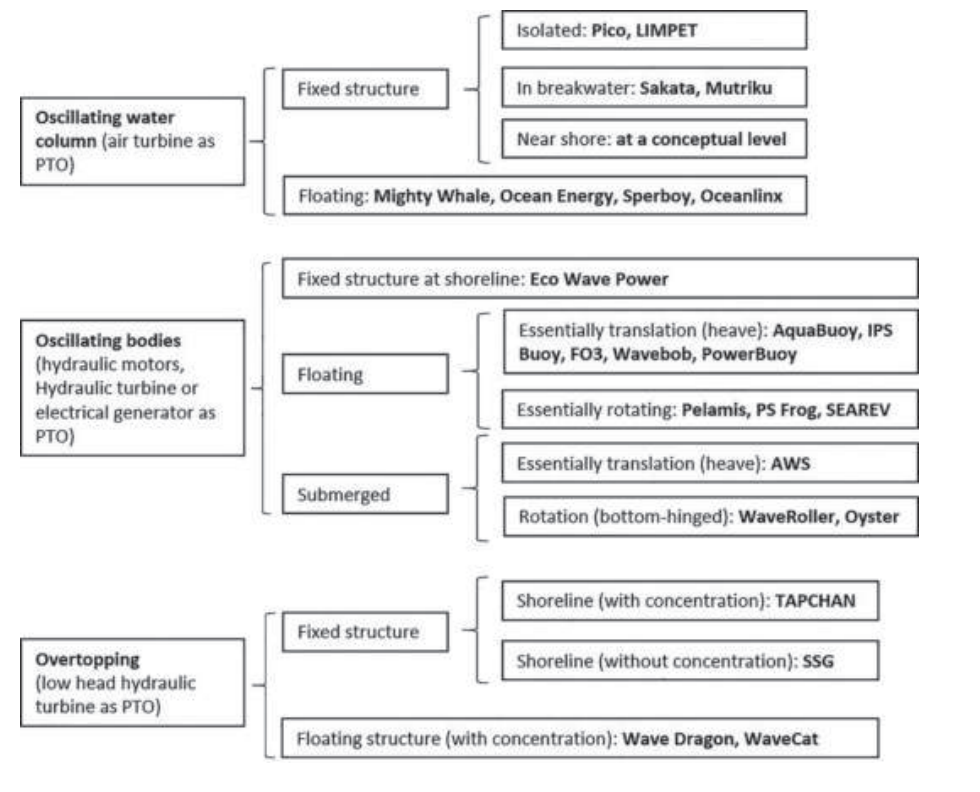 Oscillating water
column (air turbine as
PTO)
Fixed structure
Isolated: Pico, LIMPET
In breakwater: Sakata, Mutriku
Near shore: at a conceptual level
Floating: Mighty Whale, Ocean Energy, Sperboy, Oceanlinx
Oscillating bodies
(hydraulic motors,
Hydraulic turbine or
electrical generator as
PTO)
Fixed structure at shoreline: Eco Wave Power
Floating
Essentially translation (heave): AquaBuoy, IPS
Buoy, FO3, Wavebob, PowerBuoy
Essentially rotating: Pelamis, PS Frog, SEAREV
Submerged
Essentially translation (heave): AWS
Rotation (bottom-hinged): WaveRoller, Oyster
Overtopping
(low head hydraulic
turbine as PTO)
Fixed structure
Shoreline (with concentration): TAPCHAN
Shoreline (without concentration): SSG
Floating structure (with concentration): Wave Dragon, WaveCat